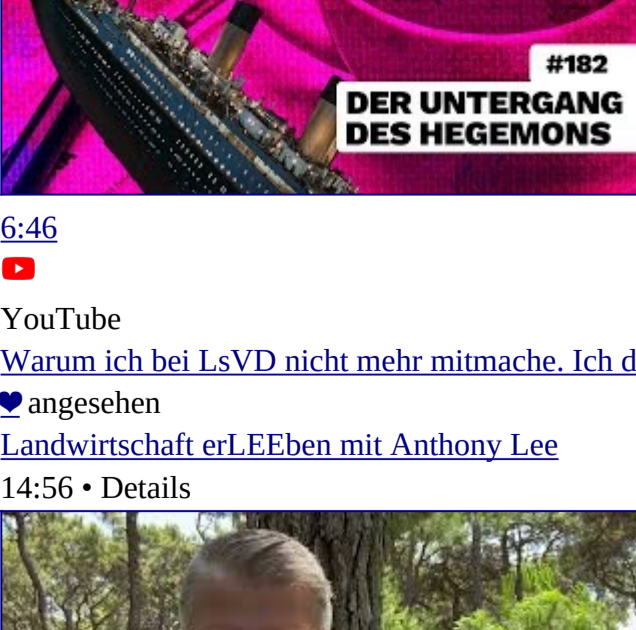 #182
DER UNTERGANG
DES HEGEMONS
6:46
YouTube
Warum ich bei LsVD nicht mehr mitmache. Ich d
angesehen
Landwirtschaft erLEEben mit Anthony Lee
14:56 • Details